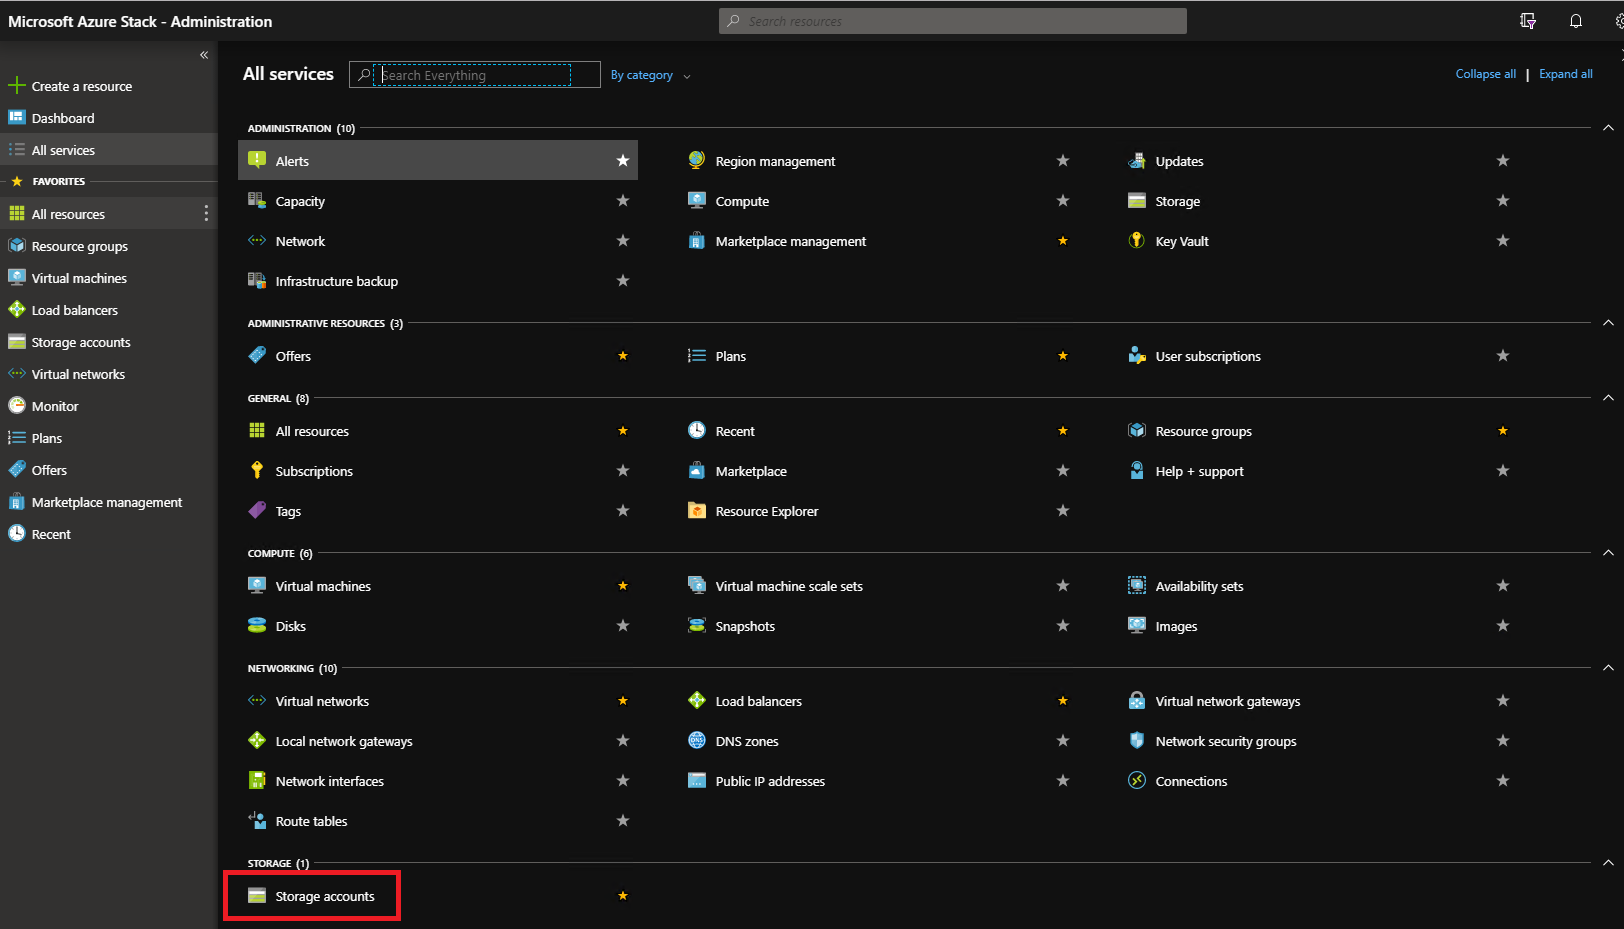 Microsoft Azure Stack - Administration
Search resources
«
Create a resource
Dashboard
All services
FAVORITES
All resources
Resource groups
Virtual machines
Load balancers
Storage accounts
Virtual networks
Monitor
Plans
Offers
Marketplace management
Recent
All services
Search Everything
By category
Collapse all | Expand all
ADMINISTRATION (10)
Alerts
Region management
Updates
Capacity
Compute
Storage
Network
Marketplace management
Key Vault
Infrastructure backup
ADMINISTRATIVE RESOURCES (3)
Offers
Plans
User subscriptions
GENERAL (8)
All resources
Recent
Resource groups
Subscriptions
Marketplace
Help + support
Tags
Resource Explorer
COMPUTE (6)
Virtual machines
Virtual machine scale sets
Availability sets
Disks
Snapshots
Images
NETWORKING (10)
Virtual networks
Load balancers
Virtual network gateways
Local network gateways
DNS zones
Network security groups
Network interfaces
Public IP addresses
Connections
Route tables
STORAGE (1)
Storage accounts